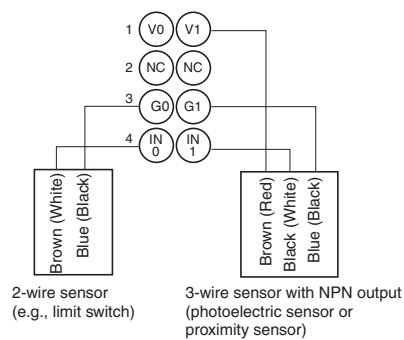 1 V0 V1
2 NC NC
3 G0 G1
4 IN 0 IN 1
Brown (White)
Blue (Black)
Brown (Red)
Black (White)
Blue (Black)
2-wire sensor
(e.g., limit switch)
3-wire sensor with NPN output
(photoelectric sensor or
proximity sensor)